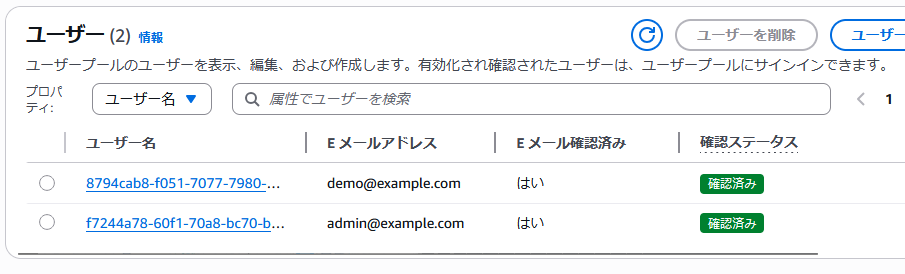 ユーザー (2) 情報
ユーザーを削除
ユーザー
ユーザープールのユーザーを表示、編集、および作成します。有効化され確認されたユーザーは、ユーザープールにサインインできます。
プロパティ:
ユーザー名
属性でユーザーを検索
1
ユーザー名 E メールアドレス E メール確認済み 確認ステータス
8794cab8-f051-7077-7980-... demo@example.com はい 確認済み
f7244a78-60f1-70a8-bc70-b... admin@example.com はい 確認済み